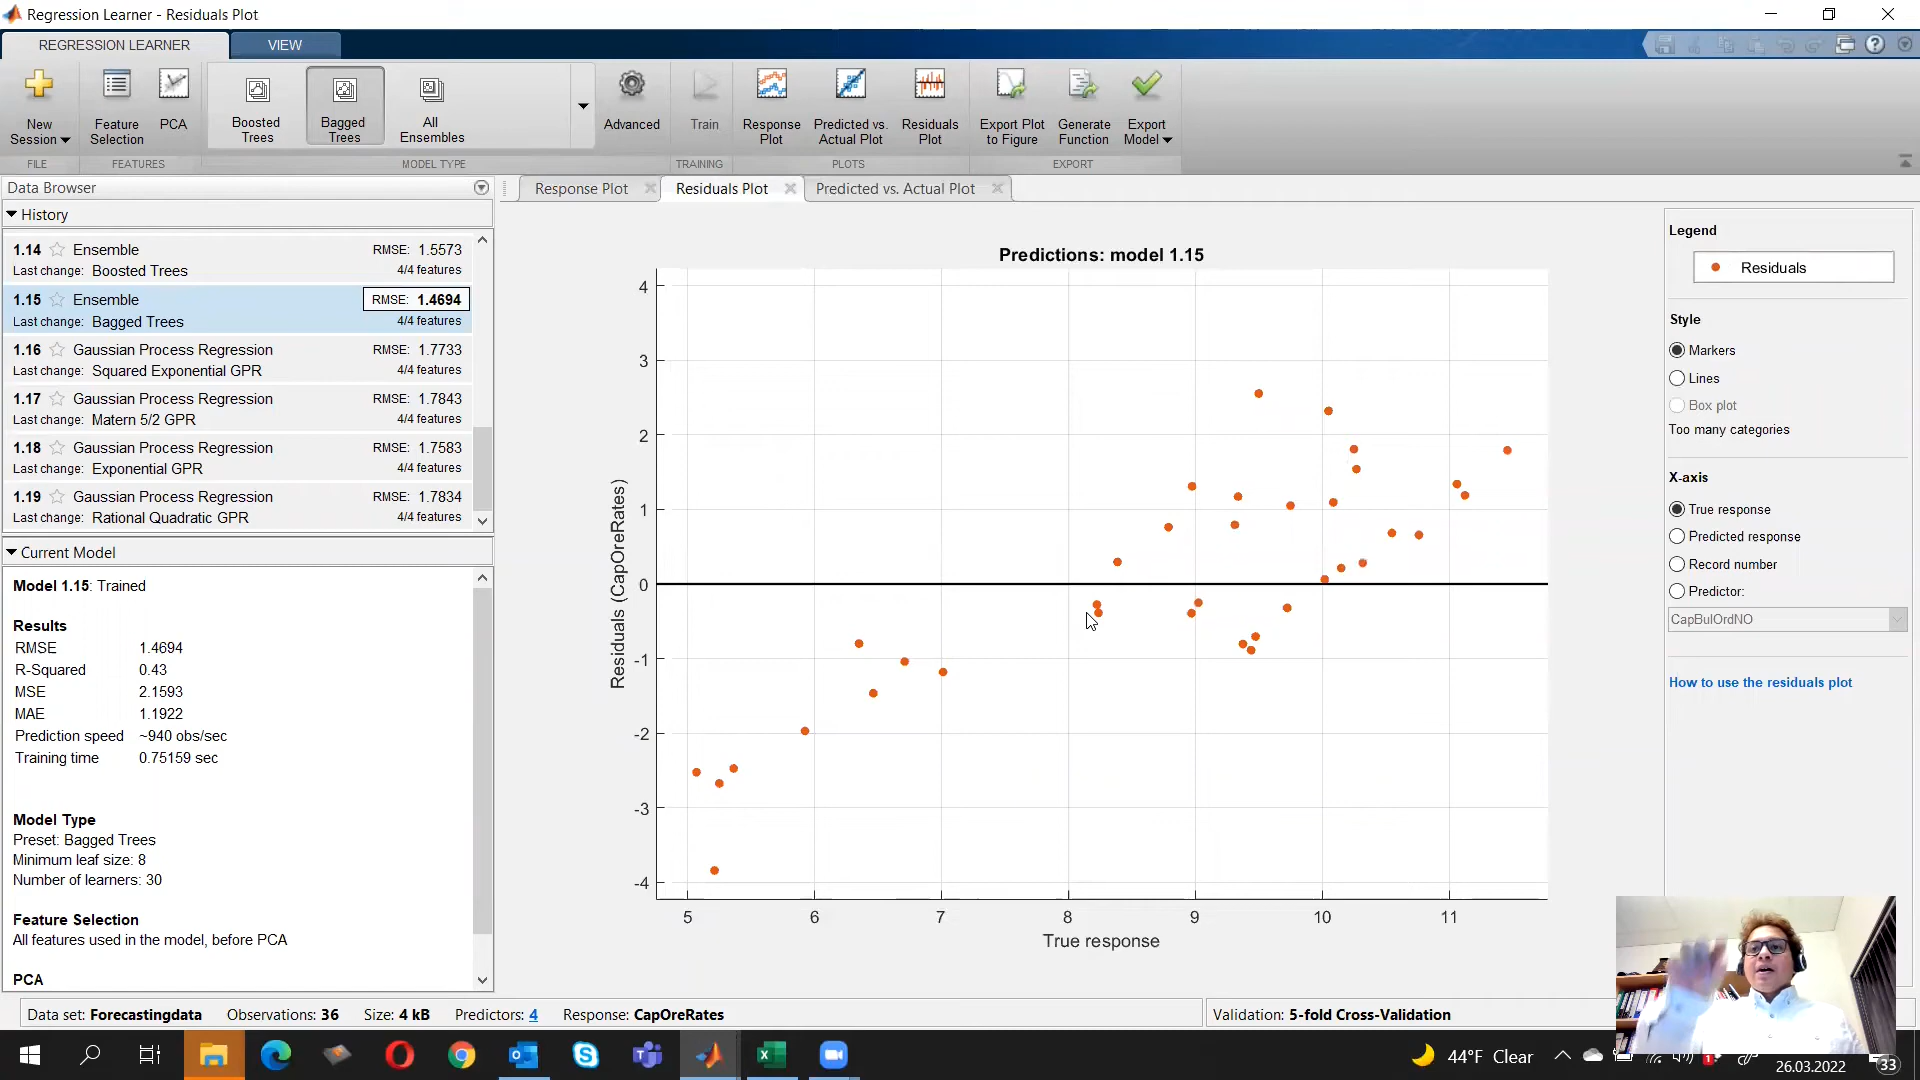 Regression Learner - Residuals Plot
REGRESSION LEARNER VIEW
New Session
Feature Selection
PCA
Boosted Trees
Bagged Trees
All Ensembles
Advanced
Train
Response Plot
Predicted vs. Actual Plot
Residuals Plot
Export Plot to Figure
Generate Function
Export Model
FILE FEATURES MODEL TYPE TRAINING PLOTS EXPORT
Data Browser
History
1.14 Ensemble RMSE: 1.5573
Last change: Boosted Trees 4/4 features
1.15 Ensemble RMSE: 1.4694
Last change: Bagged Trees 4/4 features
1.16 Gaussian Process Regression RMSE: 1.7733
Last change: Squared Exponential GPR 4/4 features
1.17 Gaussian Process Regression RMSE: 1.7843
Last change: Matern 5/2 GPR 4/4 features
1.18 Gaussian Process Regression RMSE: 1.7583
Last change: Exponential GPR 4/4 features
1.19 Gaussian Process Regression RMSE: 1.7834
Last change: Rational Quadratic GPR 4/4 features
Current Model
Model 1.15: Trained
Results
RMSE 1.4694
R-Squared 0.43
MSE 2.1593
MAE 1.1922
Prediction speed ~940 obs/sec
Training time 0.75159 sec
Model Type
Preset: Bagged Trees
Minimum leaf size: 8
Number of learners: 30
Feature Selection
All features used in the model, before PCA
PCA
Response Plot Residuals Plot Predicted vs. Actual Plot
Predictions: model 1.15
Residuals (CapOreRates)
4
3
2
1
0
-1
-2
-3
-4
5 6 7 8 9 10 11
True response
Legend
Residuals
Style
Markers
Lines
Box plot
Too many categories
X-axis
True response
Predicted response
Record number
Predictor:
CapBulOrdNO
How to use the residuals plot
Data set: Forecastingdata Observations: 36 Size: 4 kB Predictors: 4 Response: CapOreRates Validation: 5-fold Cross-Validation
44°F Clear
26.03.2022
33